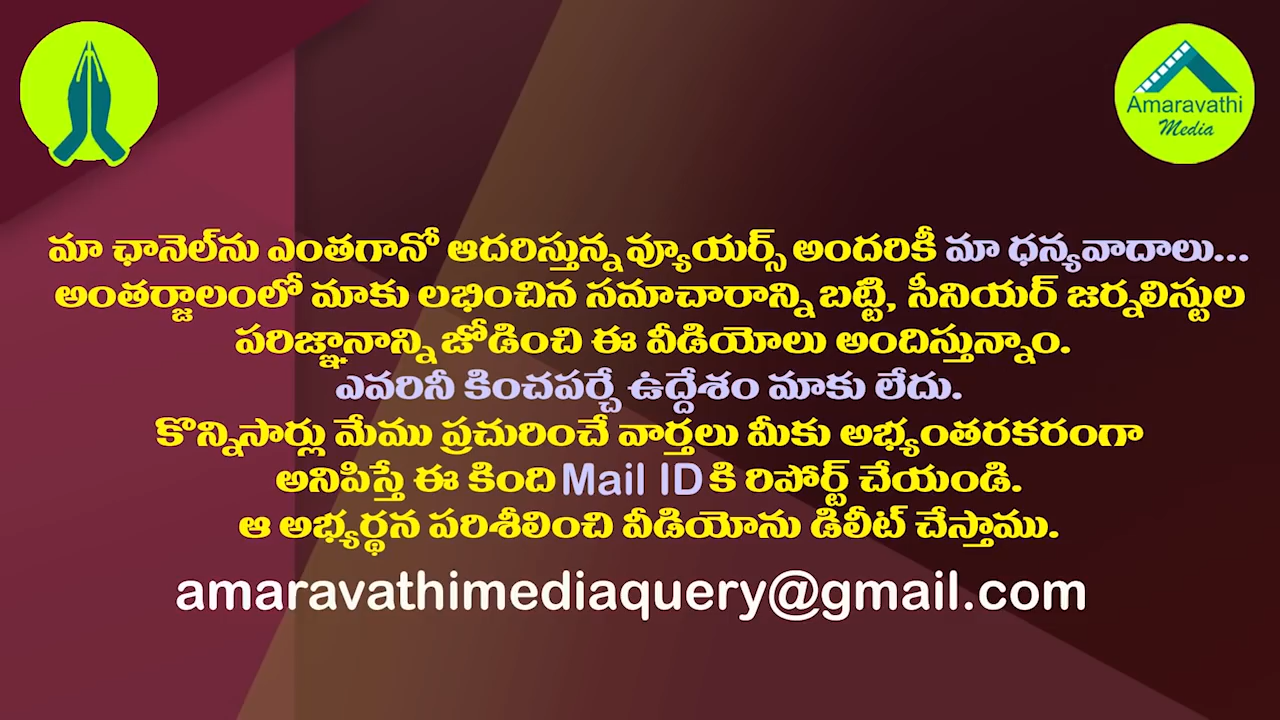 Amaravathi
Media
మా ఛానెల్‌ను ఎంతగానో ఆదరిస్తున్న వ్యూయర్స్ అందరికీ మా ధన్యవాదాలు...
అంతర్జాలంలో మాకు లభించిన సమాచారాన్ని బట్టి, సీనియర్ జర్నలిస్టుల
పరిజ్ఞానాన్ని జోడించి ఈ వీడియోలు అందిస్తున్నాం.
ఎవరినీ కించపర్చే ఉద్దేశం మాకు లేదు.
కొన్నిసార్లు మేము ప్రచురించే వార్తలు మీకు అభ్యంతరకరంగా
అనిపిస్తే ఈ కింది Mail ID కి రిపోర్ట్ చేయండి.
ఆ అభ్యర్థన పరిశీలించి వీడియోను డిలీట్ చేస్తాము.
amaravathimediaquery@gmail.com